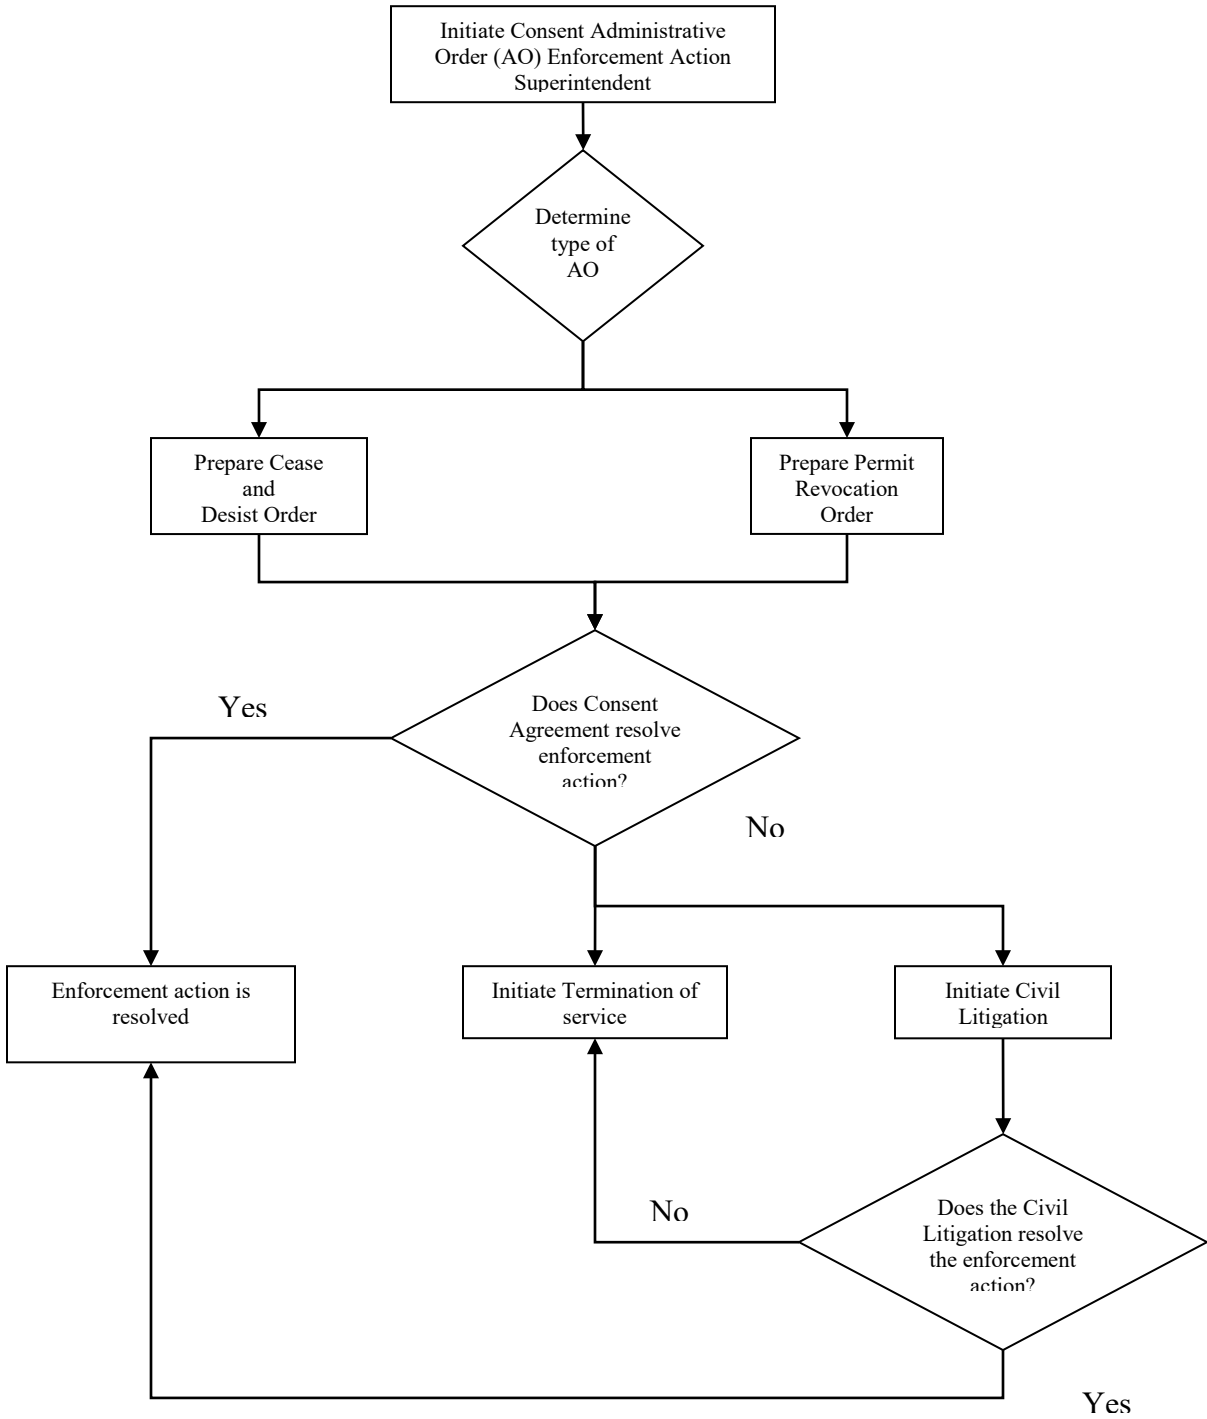 Initiate Consent Administrative
Order (AO) Enforcement Action
Superintendent
Determine
type of
AO
Prepare Cease
and
Desist Order
Prepare Permit
Revocation
Order
Yes
Does Consent
Agreement resolve
enforcement
action?
No
Enforcement action is
resolved
Initiate Termination of
service
Initiate Civil
Litigation
No
Does the Civil
Litigation resolve
the enforcement
action?
Yes